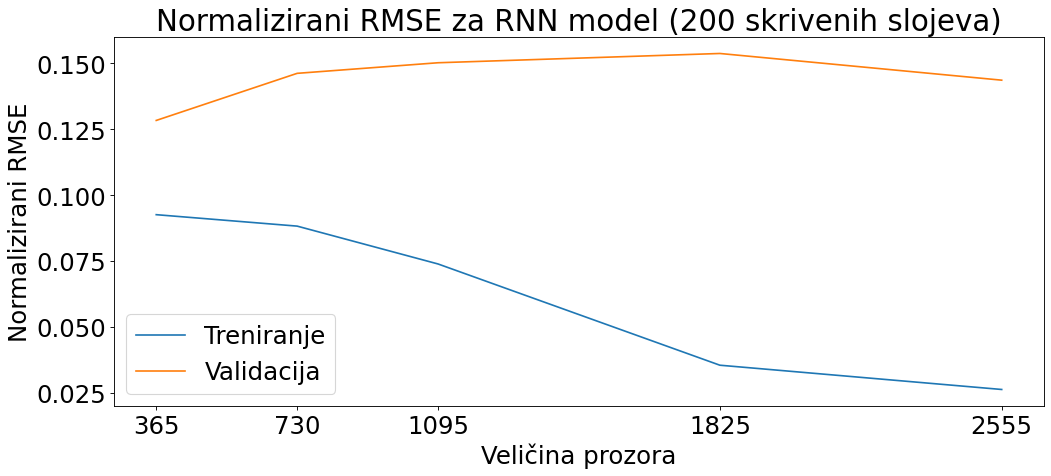 Normalizirani RMSE za RNN model (200 skrivenih slojeva)
Normalizirani RMSE
0.150
0.125
0.100
0.075
0.050
0.025
Treniranje
Validacija
365 730 1095 1825 2555
Veličina prozora